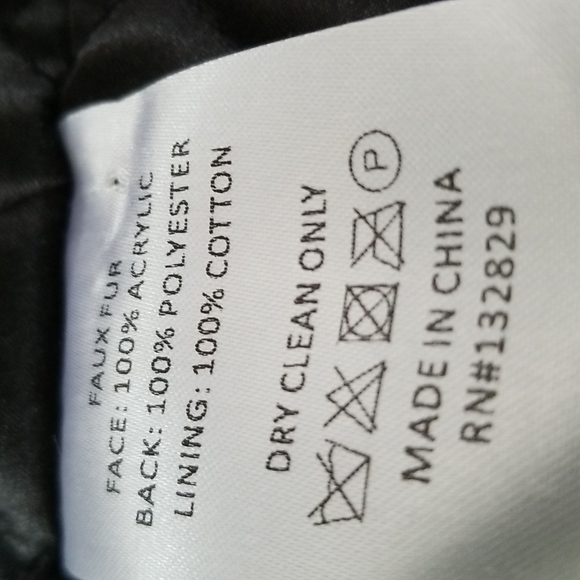 FAUX FUR
FACE: 100% ACRYLIC
BACK: 100% POLYESTER
LINING: 100% COTTON
DRY CLEAN ONLY
P
MADE IN CHINA
RN#132829